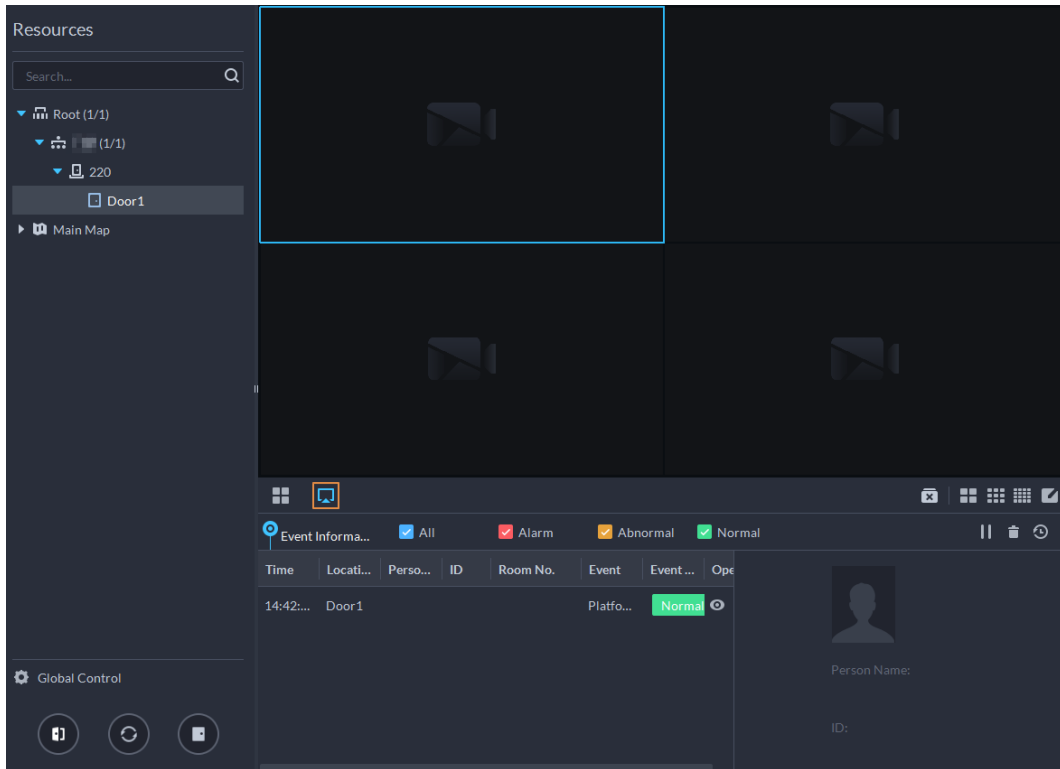 Resources
Search...
Root (1/1)
(1/1)
220
Door1
Main Map
Event Informa... All Alarm Abnormal Normal
Time Locati... Perso... ID Room No. Event Event ... Ope
14:42:... Door1 Platfo... Normal
Person Name:
ID:
Global Control